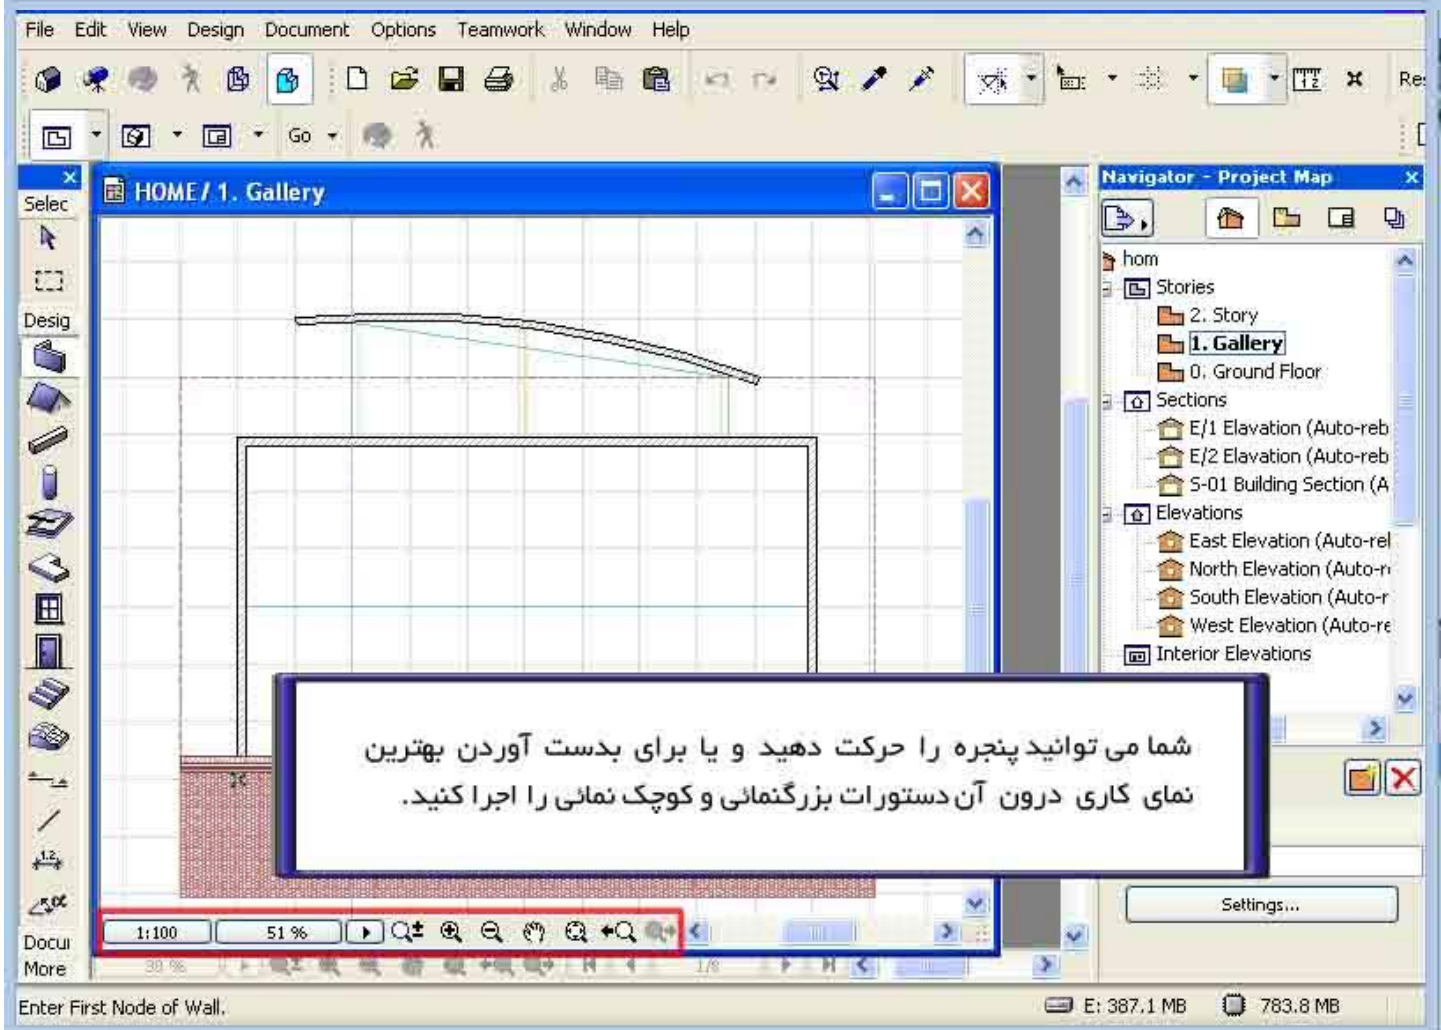 File Edit View Design Document Options Teamwork Window Help
Go
Selec
HOME / 1. Gallery
Navigator - Project Map
hom
Stories
2. Story
1. Gallery
0. Ground Floor
Sections
E/1 Elavation (Auto-reb
E/2 Elavation (Auto-reb
S-01 Building Section (A
Elevations
East Elevation (Auto-rel
North Elevation (Auto-r
South Elevation (Auto-r
West Elevation (Auto-re
Interior Elevations
Desig
شما می توانید پنجره را حرکت دهید و یا برای بدست آوردن بهترین
نمای کاری درون آن دستورات بزرگنمائی و کوچک نمائی را اجرا کنید.
Settings...
1:100 51 %
Docui
More
30 % 1/8
Enter First Node of Wall.
E: 387.1 MB 783.8 MB